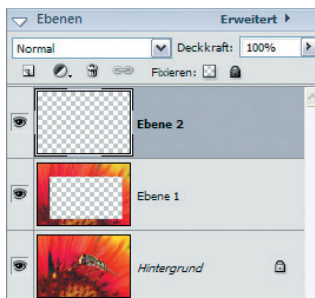 Ebenen Erweitert
Normal Deckkraft: 100%
Fixieren:
Ebene 2
Ebene 1
Hintergrund